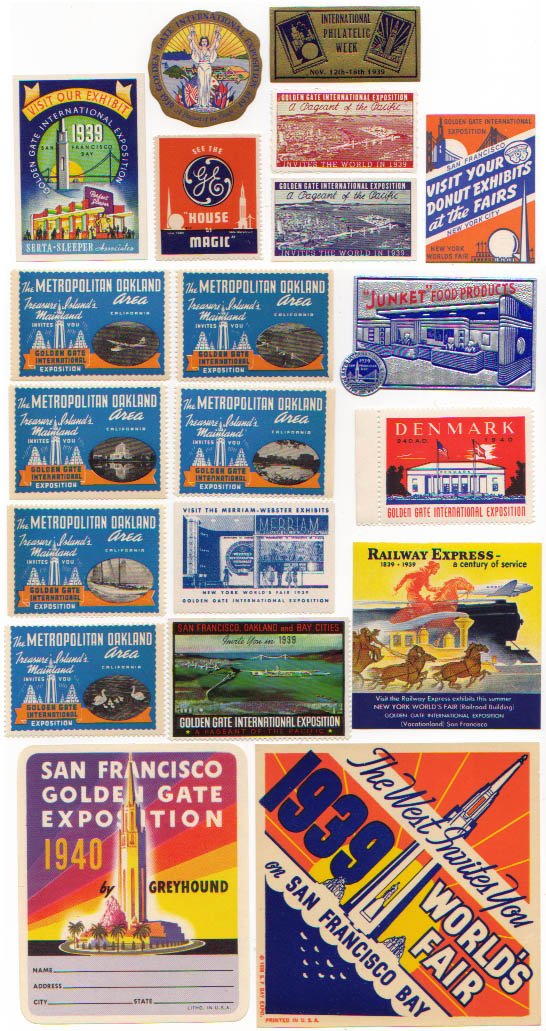 GOLDEN GATE INTERNATIONAL EXPOSITION
A Pageant of the Pacific
INTERNATIONAL
PHILATELIC
WEEK
NOV. 12th-18th 1939
VISIT OUR EXHIBIT
GOLDEN GATE INTERNATIONAL EXPOSITION
1939
SAN FRANCISCO
BAY
Perfect Sleeper
SERTA-SLEEPER Associates
SEE THE
GE
"HOUSE
of
MAGIC"
GOLDEN GATE INTERNATIONAL EXPOSITION
A Pageant of the Pacific
INVITES THE WORLD IN 1939
GOLDEN GATE INTERNATIONAL EXPOSITION
A Pageant of the Pacific
INVITES THE WORLD IN 1939
GOLDEN GATE INTERNATIONAL
EXPOSITION
SAN FRANCISCO
VISIT YOUR
DONUT EXHIBITS
at the FAIRS
NEW YORK CITY
NEW YORK
WORLDS FAIR
The METROPOLITAN OAKLAND
Area
Treasure Island's
Mainland
CALIFORNIA
INVITES YOU
GOLDEN GATE
INTERNATIONAL
EXPOSITION
The METROPOLITAN OAKLAND
Area
Treasure Island's
Mainland
CALIFORNIA
INVITES YOU
GOLDEN GATE
INTERNATIONAL
EXPOSITION
"JUNKET" FOOD PRODUCTS
1939
The METROPOLITAN OAKLAND
Area
Treasure Island's
Mainland
CALIFORNIA
INVITES YOU
GOLDEN GATE
INTERNATIONAL
EXPOSITION
The METROPOLITAN OAKLAND
Area
Treasure Island's
Mainland
CALIFORNIA
INVITES YOU
GOLDEN GATE
INTERNATIONAL
EXPOSITION
DENMARK
240 A.D. 1940
DENMARK
GOLDEN GATE INTERNATIONAL EXPOSITION
The METROPOLITAN OAKLAND
Area
Treasure Island's
Mainland
CALIFORNIA
INVITES YOU
GOLDEN GATE
INTERNATIONAL
EXPOSITION
VISIT THE MERRIAM-WEBSTER EXHIBITS
MERRIAM
NEW YORK WORLD'S FAIR 1939
GOLDEN GATE INTERNATIONAL EXPOSITION
RAILWAY EXPRESS-
1839 - 1939 a century of service
Visit the Railway Express exhibits this summer
NEW YORK WORLD'S FAIR (Railroad Building)
GOLDEN GATE INTERNATIONAL EXPOSITION
(Vacationland) San Francisco
The METROPOLITAN OAKLAND
Area
Treasure Island's
Mainland
CALIFORNIA
INVITES YOU
GOLDEN GATE
INTERNATIONAL
EXPOSITION
SAN FRANCISCO, OAKLAND and BAY CITIES
Invite You in 1939
GOLDEN GATE INTERNATIONAL EXPOSITION
A PAGEANT OF THE PACIFIC
SAN FRANCISCO
GOLDEN GATE
EXPOSITION
1940
by GREYHOUND
NAME
ADDRESS
CITY STATE
LITHO. IN U.S.A.
The West Invites You
1939
WORLD'S
FAIR
on SAN FRANCISCO BAY
© 1936 S. F. BAY EXPO.
PRINTED IN U.S.A.